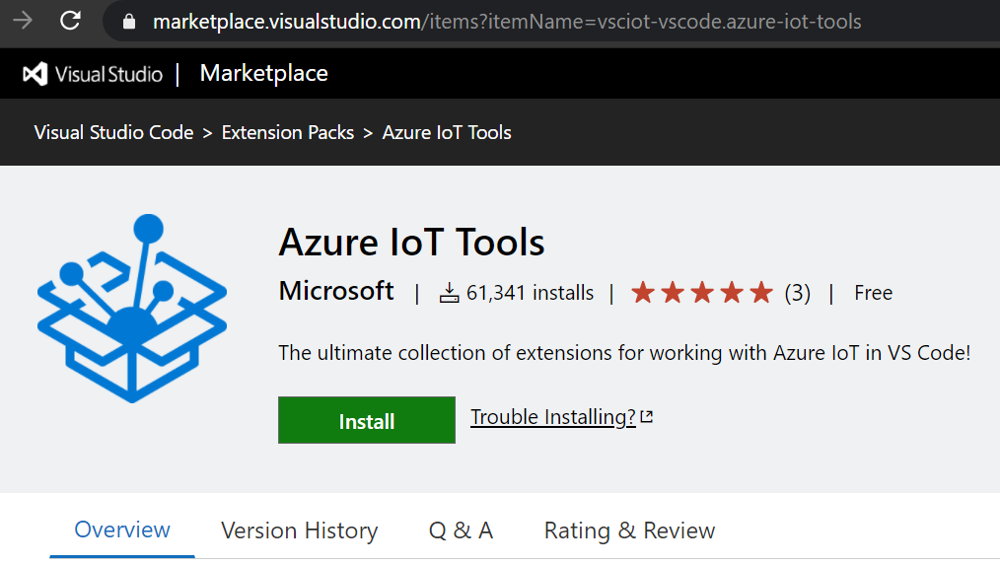 marketplace.visualstudio.com/items?itemName=vsciot-vscode.azure-iot-tools
Visual Studio | Marketplace
Visual Studio Code > Extension Packs > Azure IoT Tools
Azure IoT Tools
Microsoft | 61,341 installs | ★★★★★ (3) | Free
The ultimate collection of extensions for working with Azure IoT in VS Code!
Install Trouble Installing?
Overview Version History Q & A Rating & Review